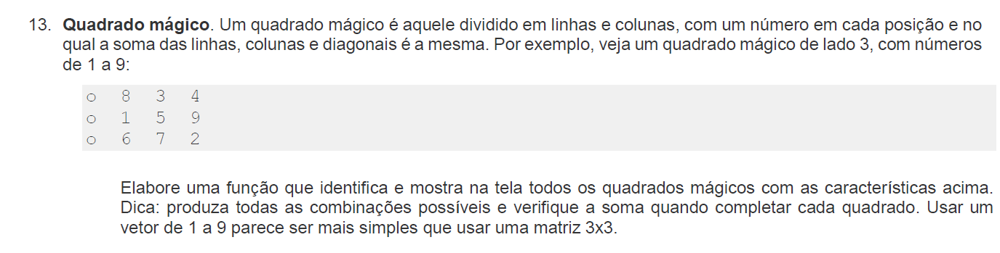 13. Quadrado mágico. Um quadrado mágico é aquele dividido em linhas e colunas, com um número em cada posição e no
qual a soma das linhas, colunas e diagonais é a mesma. Por exemplo, veja um quadrado mágico de lado 3, com números
de 1 a 9:
○ 8 3 4
○ 1 5 9
○ 6 7 2
Elabore uma função que identifica e mostra na tela todos os quadrados mágicos com as características acima.
Dica: produza todas as combinações possíveis e verifique a soma quando completar cada quadrado. Usar um
vetor de 1 a 9 parece ser mais simples que usar uma matriz 3x3.